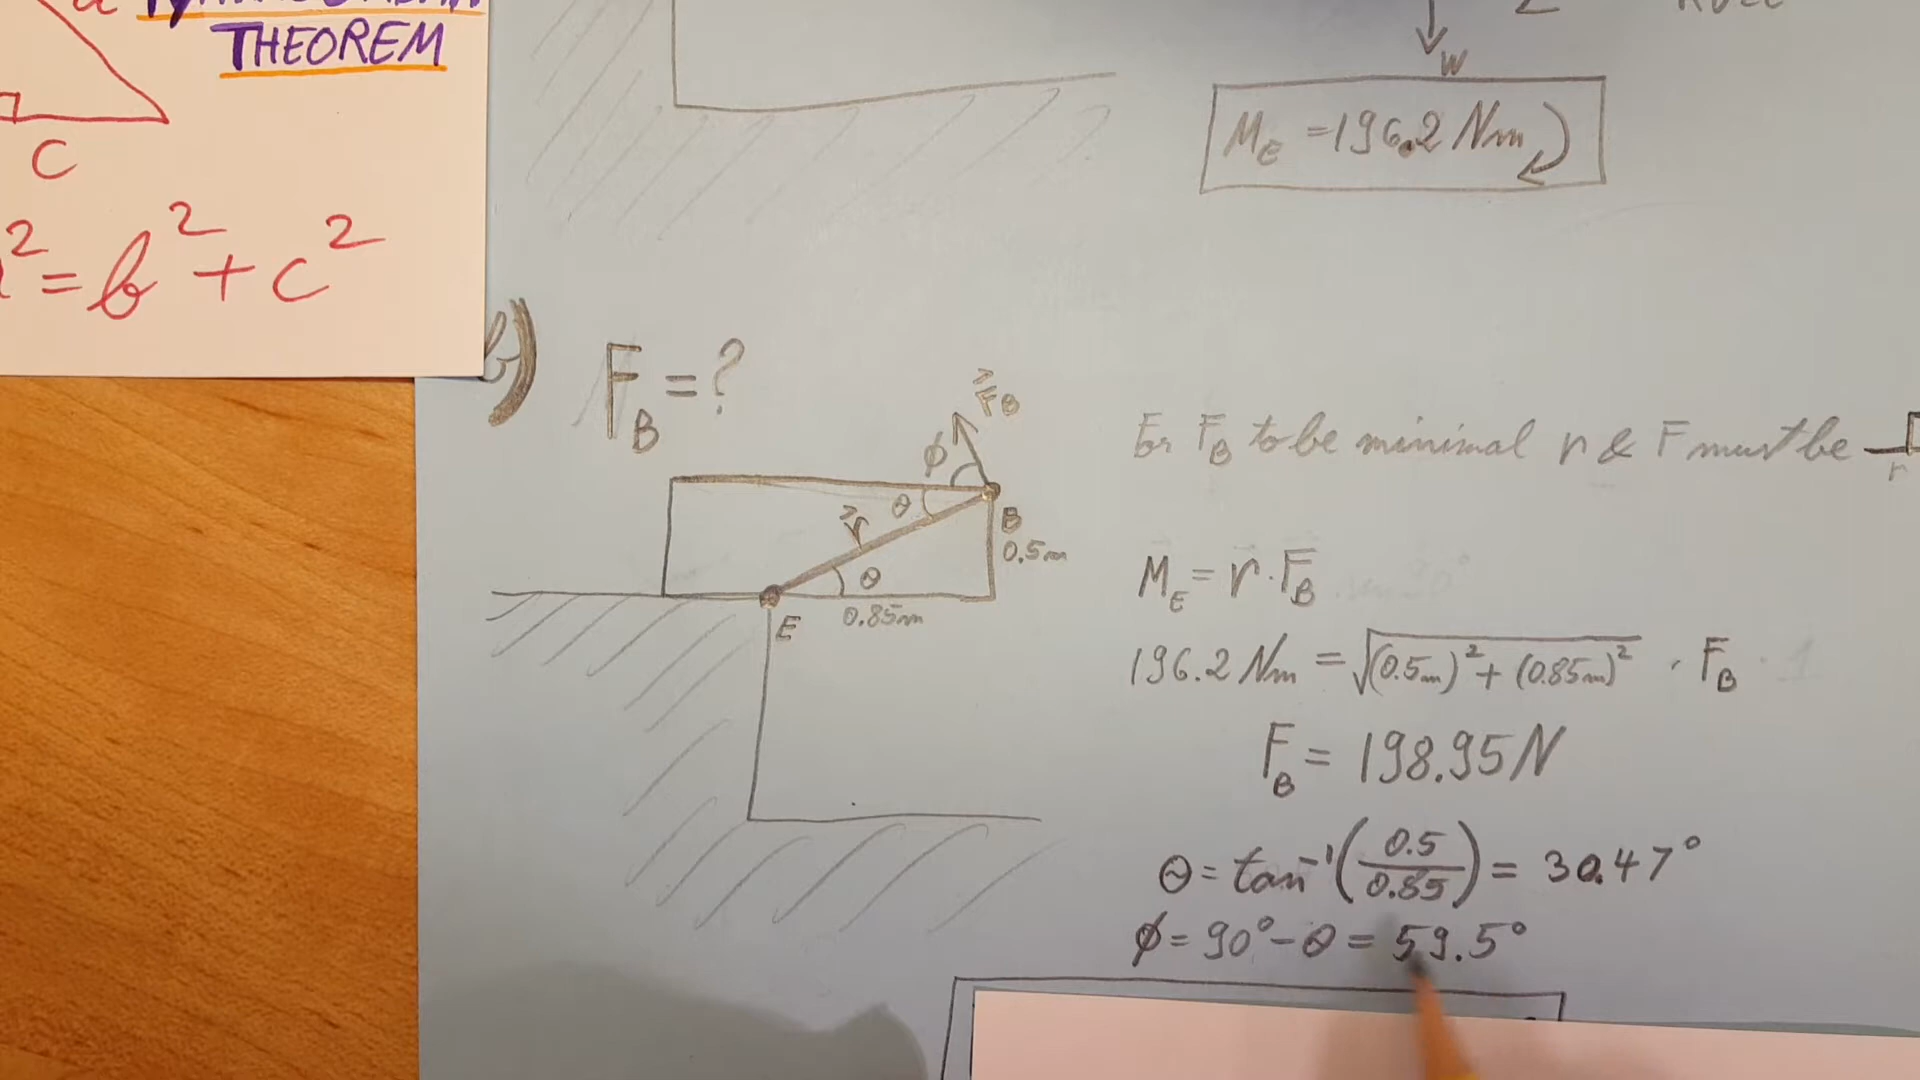 THEOREM
C
²= b² + c²
W
M_E = 196.2 Nm
b) F_B = ?
F_B
ϕ
θ
r
B
0.5m
θ
E
0.85m
For F_B to be minimal r & F must be
r
M_E = r · F_B
196.2 Nm = √((0.5m)² + (0.85m)²) · F_B · 1
F_B = 198.95 N
θ = tan⁻¹(0.5/0.85) = 30.47°
ϕ = 90° - θ = 59.5°